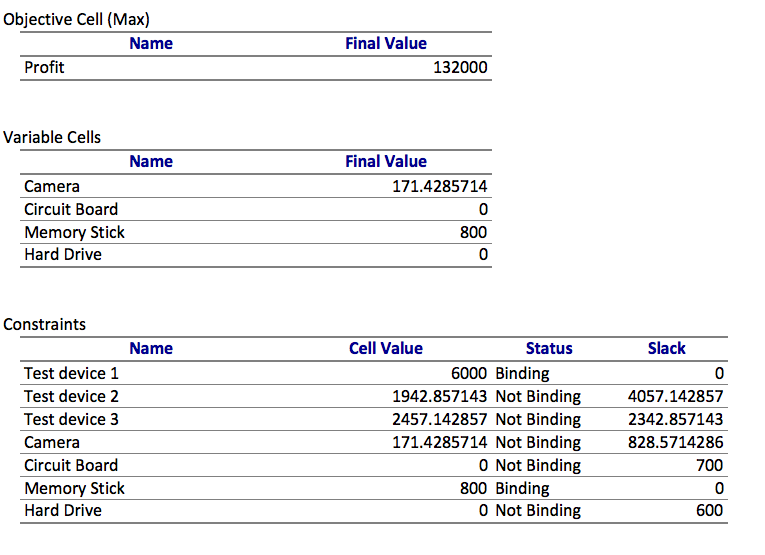 Objective Cell (Max)
Name Final Value
Profit 132000
Variable Cells
Name Final Value
Camera 171.4285714
Circuit Board 0
Memory Stick 800
Hard Drive 0
Constraints
Name Cell Value Status Slack
Test device 1 6000 Binding 0
Test device 2 1942.857143 Not Binding 4057.142857
Test device 3 2457.142857 Not Binding 2342.857143
Camera 171.4285714 Not Binding 828.5714286
Circuit Board 0 Not Binding 700
Memory Stick 800 Binding 0
Hard Drive 0 Not Binding 600